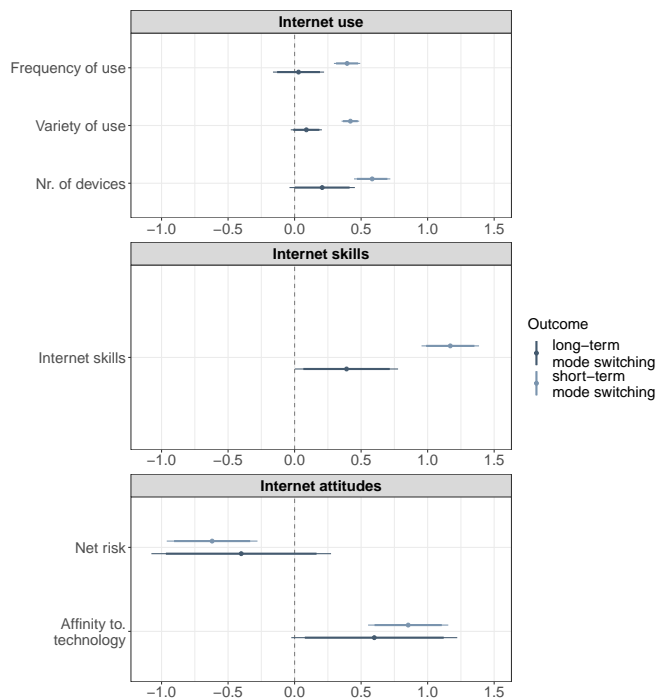 Internet use
Frequency of use
Variety of use
Nr. of devices
−1.0 −0.5 0.0 0.5 1.0 1.5
Internet skills
Internet skills
−1.0 −0.5 0.0 0.5 1.0 1.5
Outcome
long−term
mode switching
short−term
mode switching
Internet attitudes
Net risk
Affinity to.
technology
−1.0 −0.5 0.0 0.5 1.0 1.5